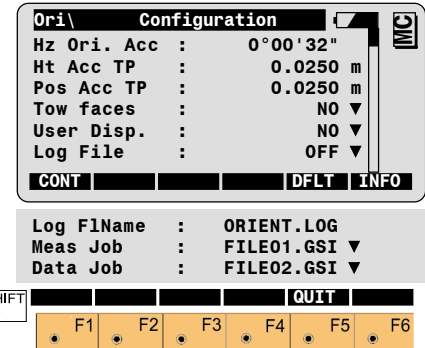 Ori\ Configuration MC
Hz Ori. Acc : 0°00'32"
Ht Acc TP : 0.0250 m
Pos Acc TP : 0.0250 m
Tow faces : NO ▼
User Disp. : NO ▼
Log File : OFF ▼
CONT DFLT INFO
Log FlName : ORIENT.LOG
Meas Job : FILE01.GSI ▼
Data Job : FILE02.GSI ▼
HIFT QUIT
F1 F2 F3 F4 F5 F6